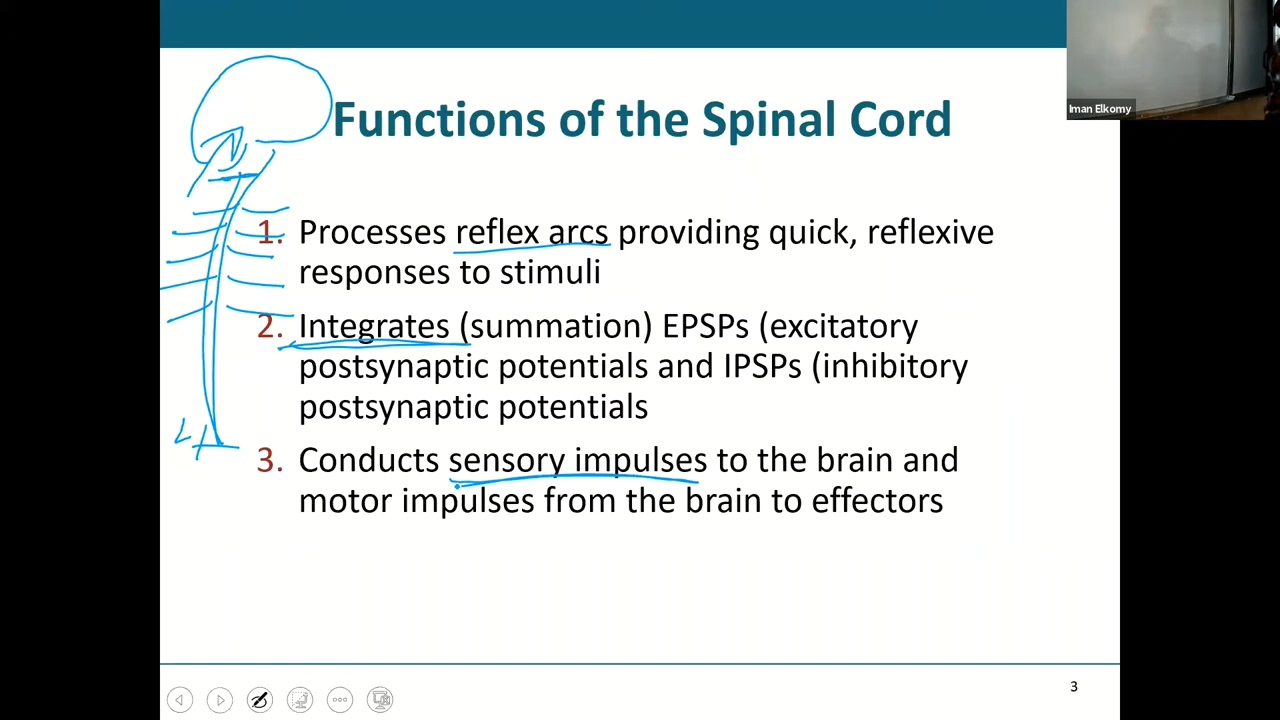 Iman Elkomy
Functions of the Spinal Cord
1. Processes reflex arcs providing quick, reflexive
responses to stimuli
2. Integrates (summation) EPSPs (excitatory
postsynaptic potentials and IPSPs (inhibitory
postsynaptic potentials
3. Conducts sensory impulses to the brain and
motor impulses from the brain to effectors
3